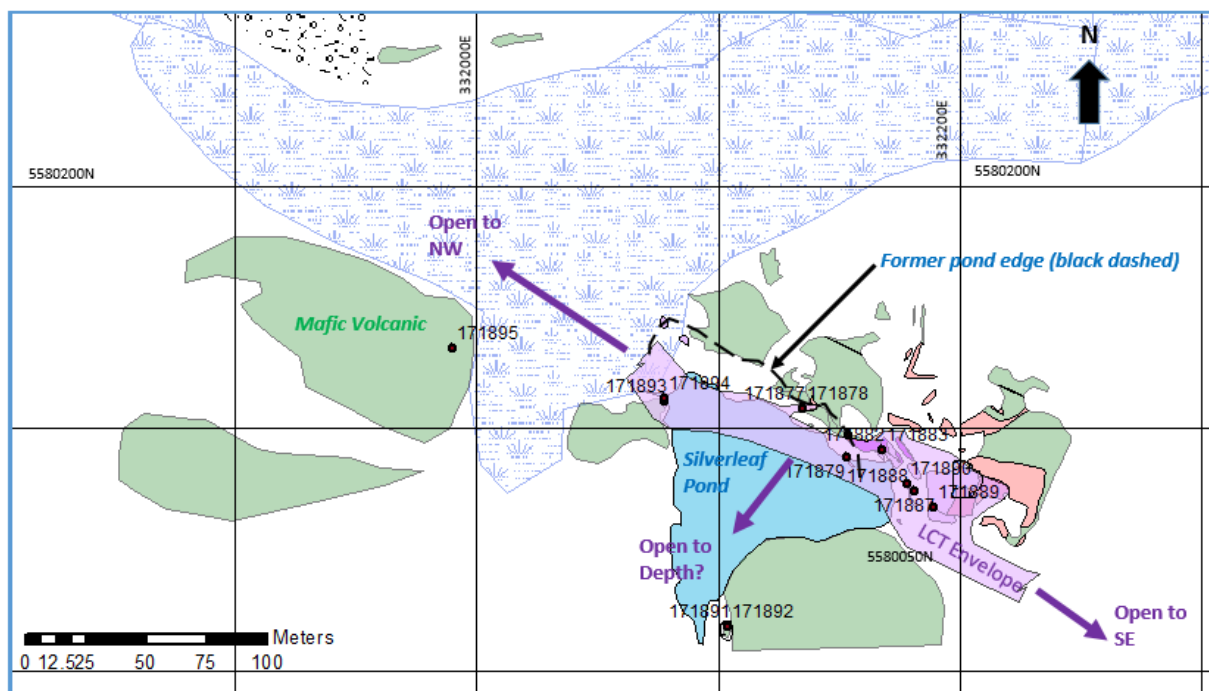 N
332000E
332200E
5580200N
5580200N
Open to
NW
Former pond edge (black dashed)
Mafic Volcanic
171895
171893
171894
171877
171878
171882
171883
Silverleaf
Pond
171879
171888
171890
171887
171889
LCT Envelope
Open to
Depth?
5580050N
171891
171892
Open to
SE
Meters
0 12.525 50 75 100